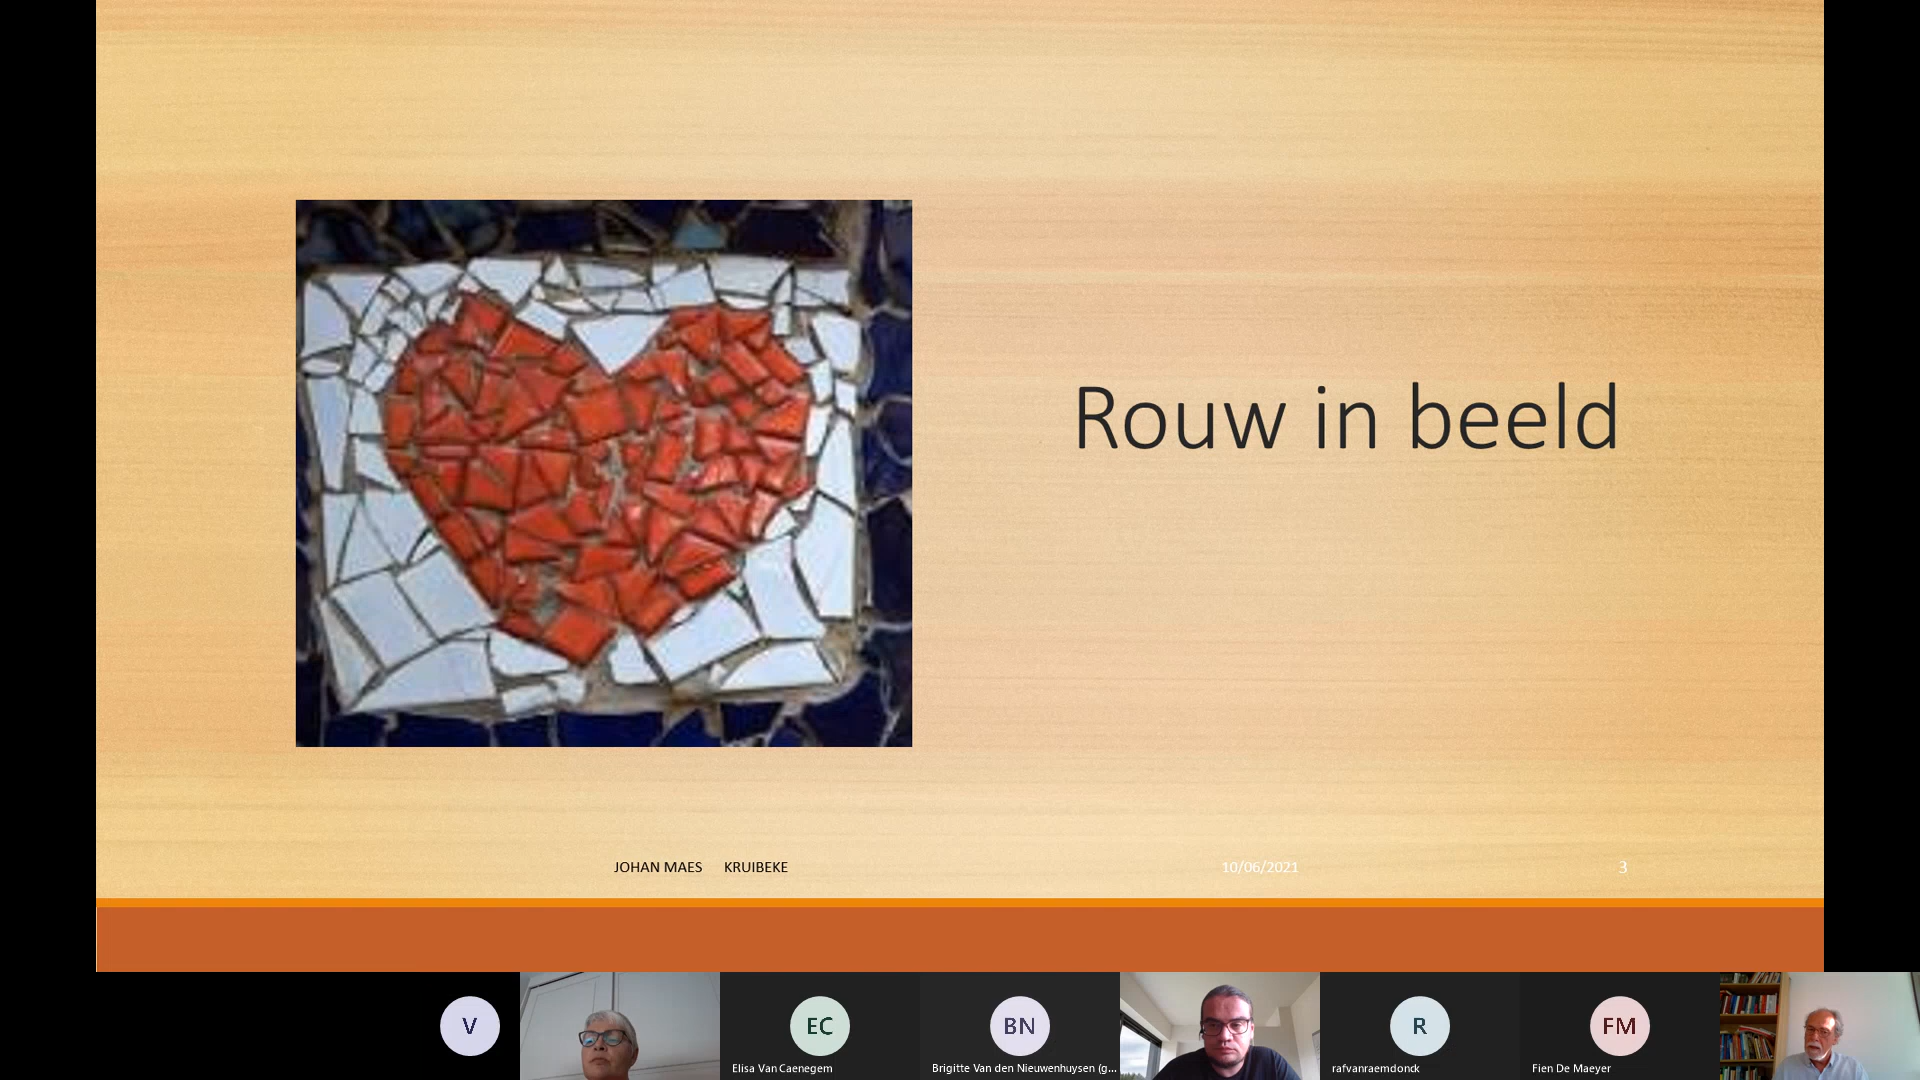 Rouw in beeld
JOHAN MAES KRUIBEKE
10/06/2021
3
V
EC
BN
R
FM
Elisa Van Caenegem
Brigitte Van den Nieuwenhuysen (g...
rafvanraemdonck
Fien De Maeyer